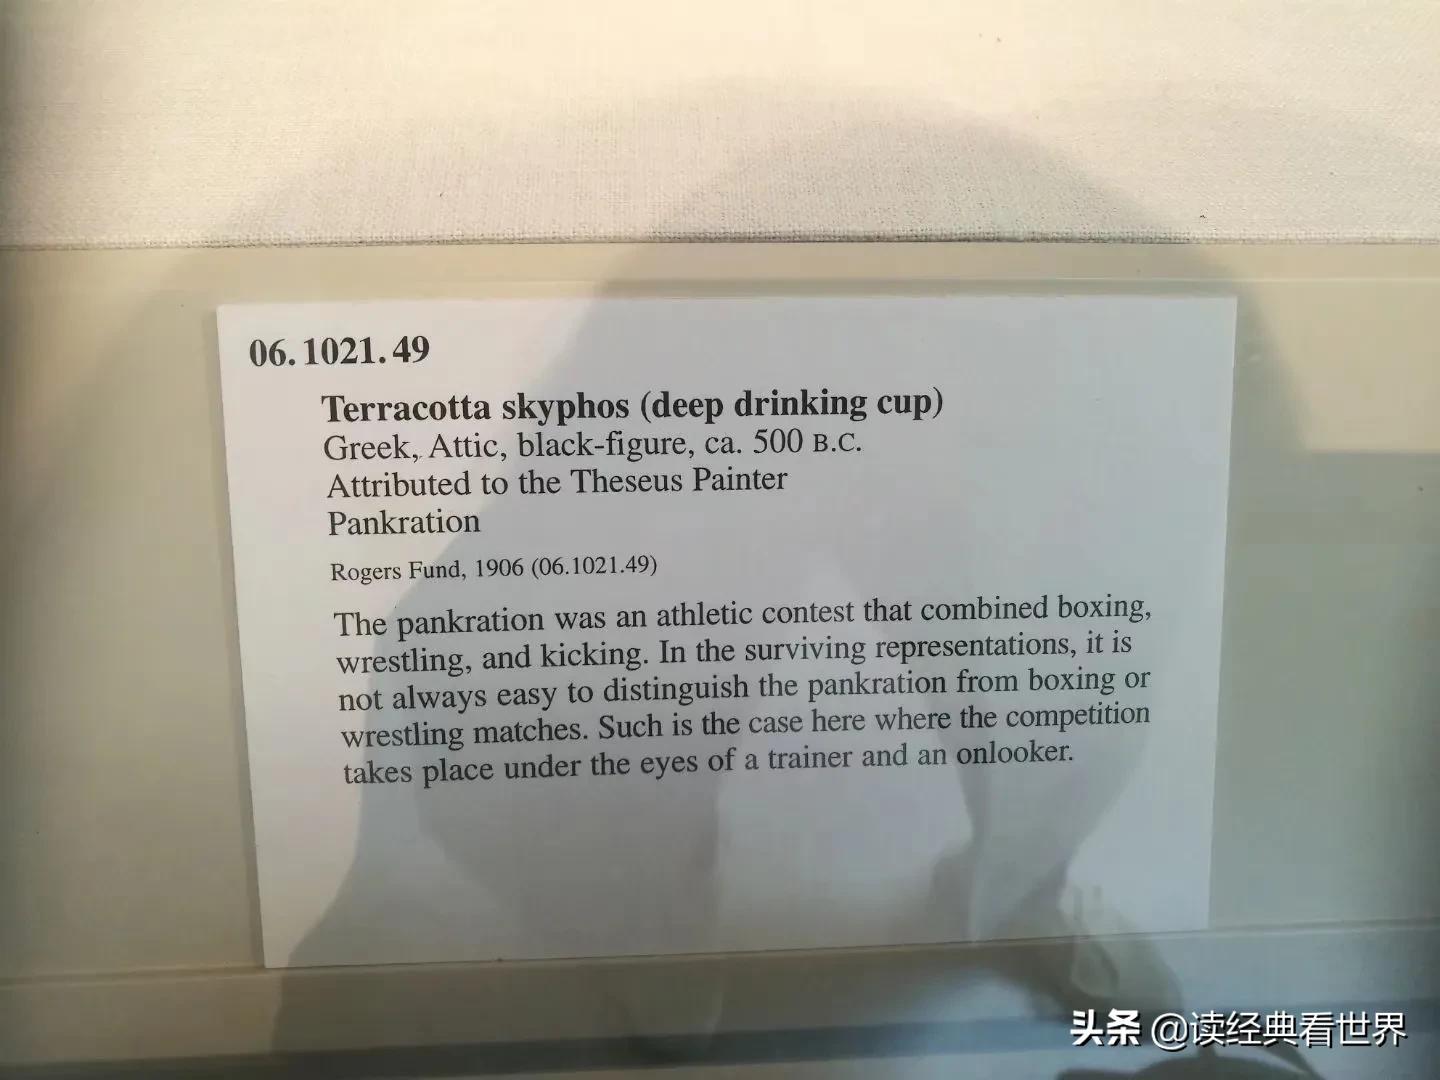 06.1021.49
Terracotta skyphos (deep drinking cup)
Greek, Attic, black-figure, ca. 500 B.C.
Attributed to the Theseus Painter
Pankration
Rogers Fund, 1906 (06.1021.49)
The pankration was an athletic contest that combined boxing,
wrestling, and kicking. In the surviving representations, it is
not always easy to distinguish the pankration from boxing or
wrestling matches. Such is the case here where the competition
takes place under the eyes of a trainer and an onlooker.
头条 @读经典看世界